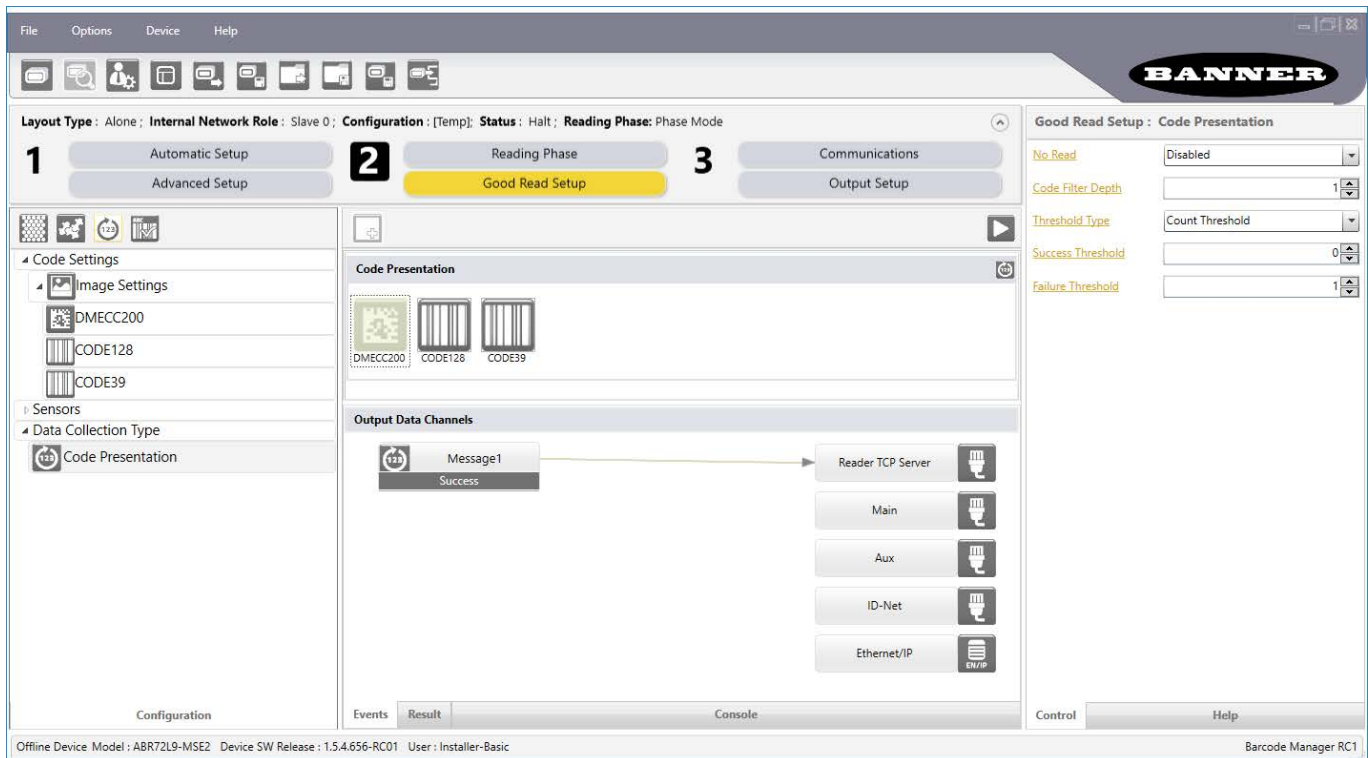 File Options Device Help
BANNER
Layout Type : Alone ; Internal Network Role : Slave 0 ; Configuration : [Temp]; Status : Halt ; Reading Phase: Phase Mode
1 Automatic Setup
Advanced Setup
2 Reading Phase
Good Read Setup
3 Communications
Output Setup
Code Settings
Image Settings
DMECC200
CODE128
CODE39
Sensors
Data Collection Type
123 Code Presentation
Configuration
Code Presentation
DMECC200 CODE128 CODE39
Output Data Channels
123 Message1
Success
Reader TCP Server
Main
Aux
ID-Net
Ethernet/IP EN/IP
Events Result Console
Good Read Setup : Code Presentation
No Read Disabled
Code Filter Depth 1
Threshold Type Count Threshold
Success Threshold 0
Failure Threshold 1
Control Help
Offline Device Model : ABR72L9-MSE2 Device SW Release : 1.5.4.656-RC01 User : Installer-Basic
Barcode Manager RC1